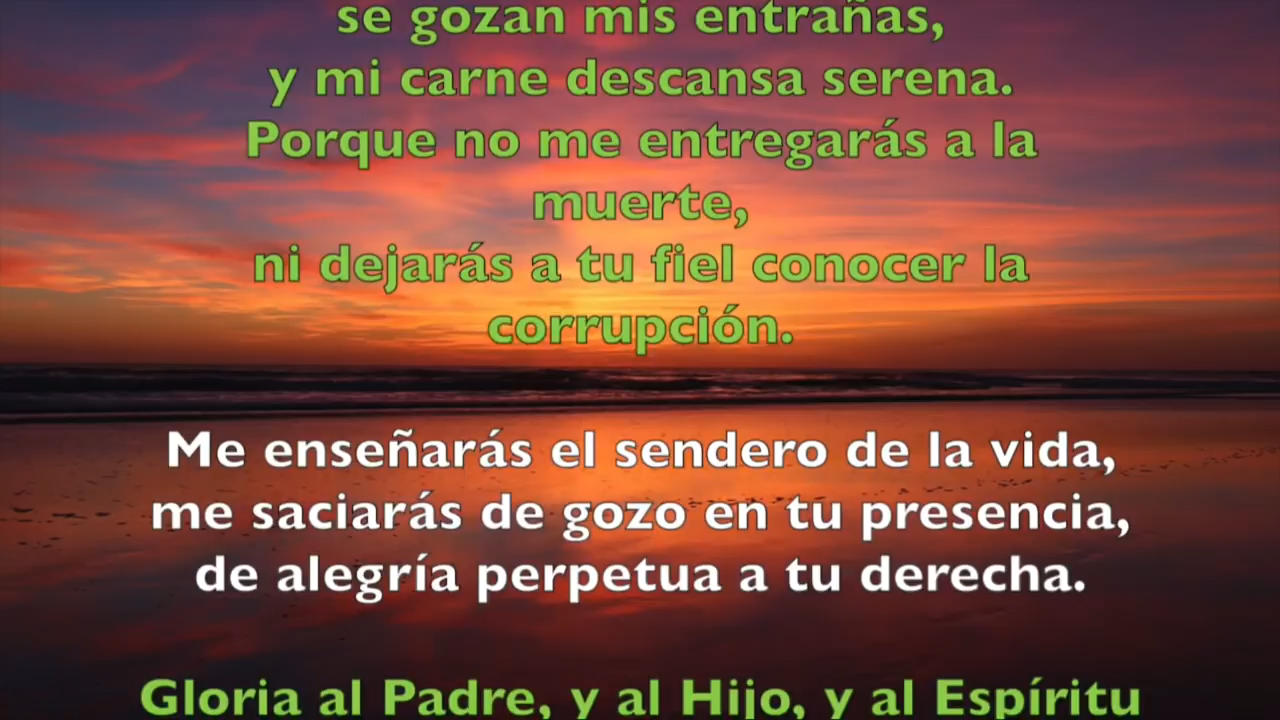 se gozan mis entrañas,
y mi carne descansa serena.
Porque no me entregarás a la
muerte,
ni dejarás a tu fiel conocer la
corrupción.
Me enseñarás el sendero de la vida,
me saciarás de gozo en tu presencia,
de alegría perpetua a tu derecha.
Gloria al Padre, y al Hijo, y al Espíritu